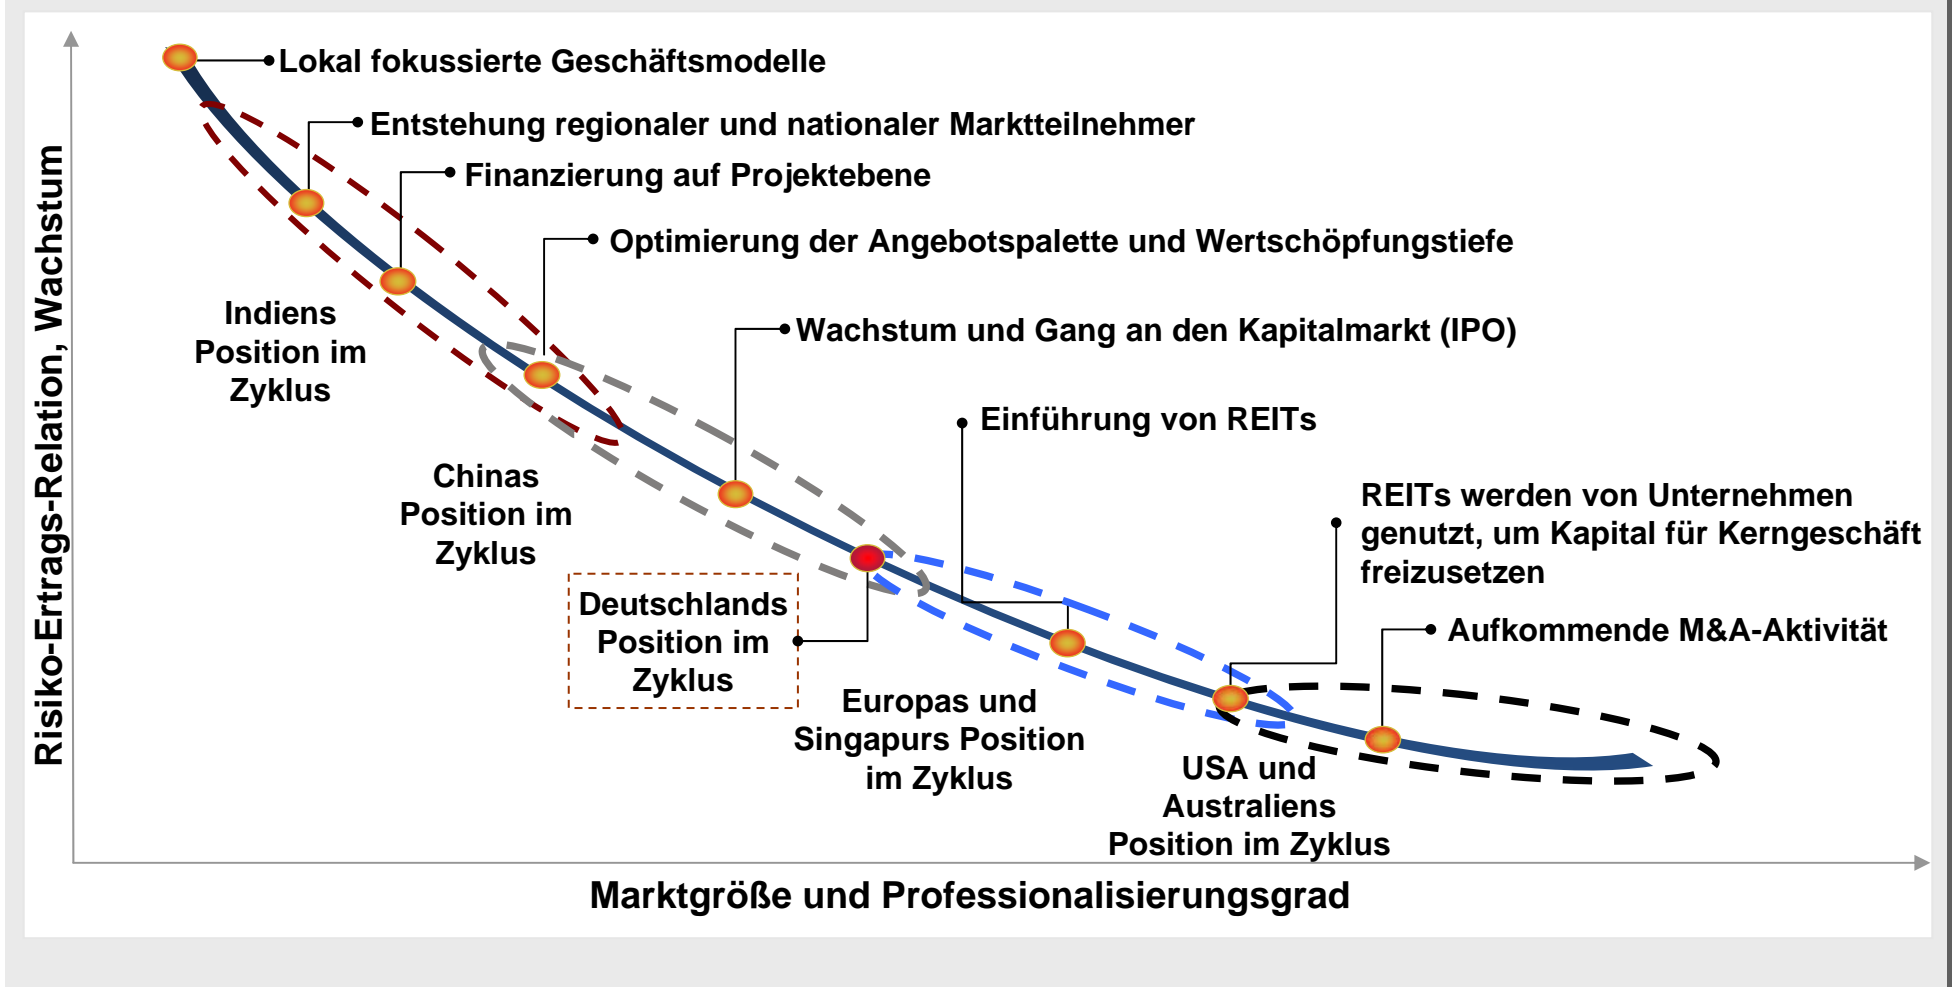 Lokal fokussierte Geschäftsmodelle
Entstehung regionaler und nationaler Marktteilnehmer
Finanzierung auf Projektebene
Optimierung der Angebotspalette und Wertschöpfungstiefe
Indiens
Position im
Zyklus
Wachstum und Gang an den Kapitalmarkt (IPO)
Einführung von REITs
Chinas
Position im
Zyklus
REITs werden von Unternehmen
genutzt, um Kapital für Kerngeschäft
freizusetzen
Deutschlands
Position im
Zyklus
Aufkommende M&A-Aktivität
Europas und
Singapurs Position
im Zyklus
USA und
Australiens
Position im Zyklus
Risiko-Ertrags-Relation, Wachstum
Marktgröße und Professionalisierungsgrad